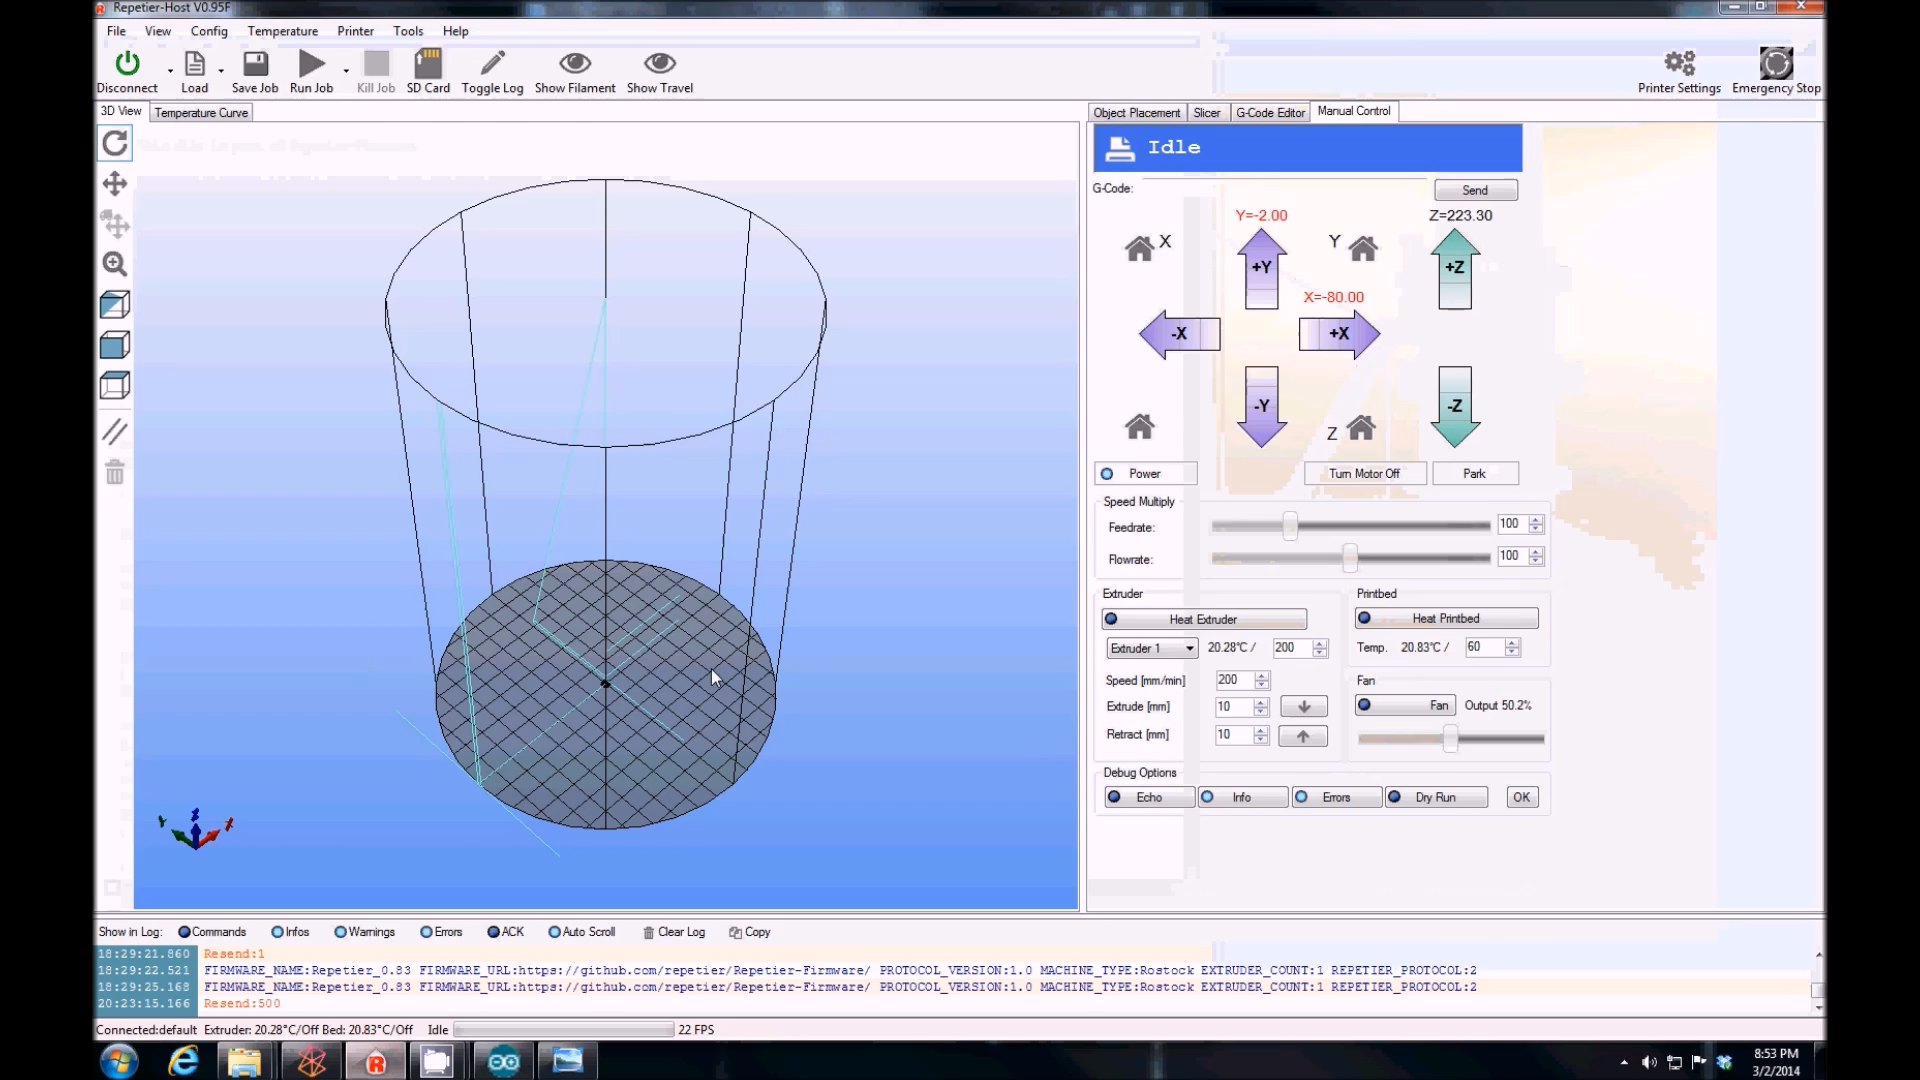 Repetier-Host V0.95F
File View Config Temperature Printer Tools Help
Disconnect Load Save Job Run Job Kill Job SD Card Toggle Log Show Filament Show Travel Printer Settings Emergency Stop
3D View Temperature Curve
Object Placement Slicer G-Code Editor Manual Control
Idle
G-Code: Send
Y=-2.00 Z=223.30
X Y
+Y +Z
X=-80.00
-X +X
-Y -Z
Z
Power Turn Motor Off Park
Speed Multiply
Feedrate: 100
Flowrate: 100
Extruder Printbed
Heat Extruder Heat Printbed
Extruder 1 20.28°C / 200 Temp. 20.83°C / 60
Speed [mm/min] 200 Fan
Extrude [mm] 10 Fan Output 50.2%
Retract [mm] 10
Debug Options
Echo Info Errors Dry Run OK
Y Z X
Show in Log: Commands Infos Warnings Errors ACK Auto Scroll Clear Log Copy
18:29:21.860 Resend:1
18:29:22.521 FIRMWARE_NAME:Repetier_0.83 FIRMWARE_URL:https://github.com/repetier/Repetier-Firmware/ PROTOCOL_VERSION:1.0 MACHINE_TYPE:Rostock EXTRUDER_COUNT:1 REPETIER_PROTOCOL:2
18:29:25.168 FIRMWARE_NAME:Repetier_0.83 FIRMWARE_URL:https://github.com/repetier/Repetier-Firmware/ PROTOCOL_VERSION:1.0 MACHINE_TYPE:Rostock EXTRUDER_COUNT:1 REPETIER_PROTOCOL:2
20:23:15.166 Resend:500
Connected:default Extruder: 20.28°C/Off Bed: 20.83°C/Off Idle 22 FPS
8:53 PM
3/2/2014